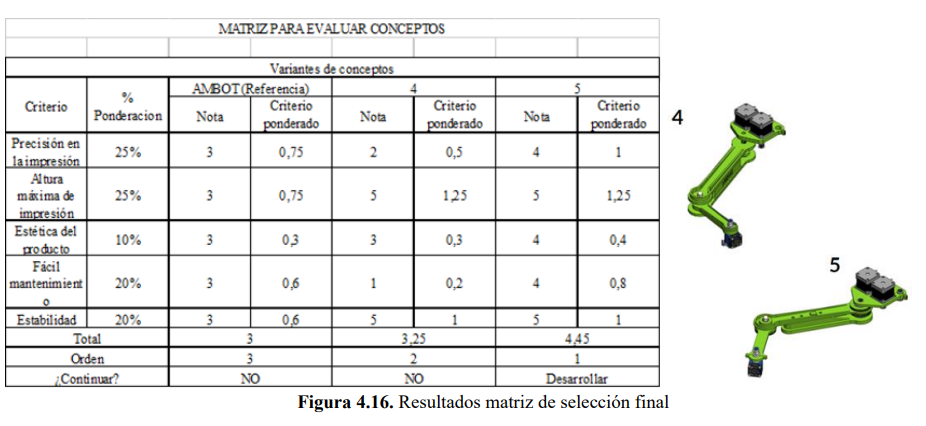 MATRIZ PARA EVALUAR CONCEPTOS
Variantes de conceptos
Criterio
%
Ponderacion
AMBOT (Referencia)
4
5
Nota
Criterio
ponderado
Nota
Criterio
ponderado
Nota
Criterio
ponderado
Precisión en
la impresión
25%
3
0,75
2
0,5
4
1
Altura
máxima de
impresión
25%
3
0,75
5
1,25
5
1,25
Estética del
producto
10%
3
0,3
3
0,3
4
0,4
Fácil
mantenimient
o
20%
3
0,6
1
0,2
4
0,8
Estabilidad
20%
3
0,6
5
1
5
1
Total
3
3,25
4,45
Orden
3
2
1
¿Continuar?
NO
NO
Desarrollar
4
5
Figura 4.16. Resultados matriz de selección final